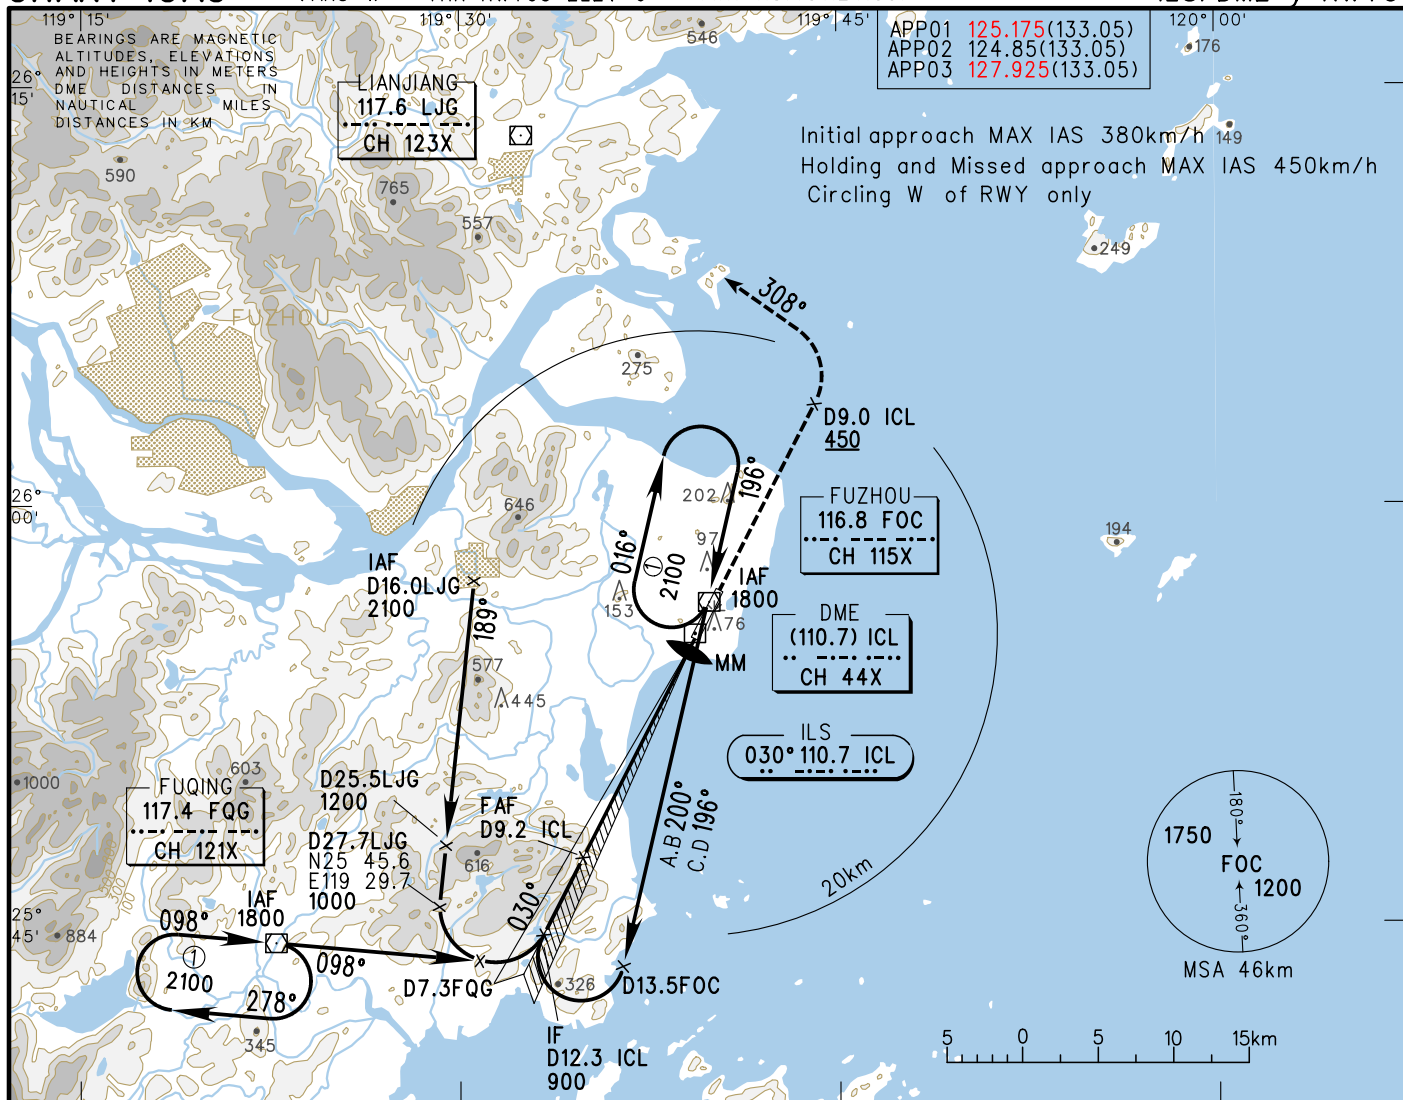 119° 15'
119° 30'
119° 45'
120° 00'
BEARINGS ARE MAGNETIC
ALTITUDES, ELEVATIONS
AND HEIGHTS IN METERS
DME DISTANCES IN
NAUTICAL MILES
DISTANCES IN KM
26°
15'
LIANJIANG
117.6 LJG
CH 123X
546
APP01 125.175(133.05)
APP02 124.85(133.05)
APP03 127.925(133.05)
176
149
Initial approach MAX IAS 380km/h
Holding and Missed approach MAX IAS 450km/h
Circling W of RWY only
590
765
557
249
308°
FUZHOU
275
D9.0 ICL
450
26°
00'
646
202
196°
97
016°
1
2100
153
76
IAF
1800
FUZHOU
116.8 FOC
CH 115X
194
IAF
D16.0LJG
2100
189°
DME
(110.7) ICL
CH 44X
MM
577
445
ILS
030° 110.7 ICL
1000
603
FUQING
117.4 FQG
CH 121X
D25.5LJG
1200
FAF
D9.2 ICL
D27.7LJG
N25 45.6
E119 29.7
1000
616
A.B 200°
C.D 196°
20km
180°
1750
FOC
1200
360°
MSA 46km
25°
45'
884
IAF
1800
098°
1
2100
278°
098°
030°
D7.3FQG
326
D13.5FOC
345
IF
D12.3 ICL
900
5 0 5 10 15km